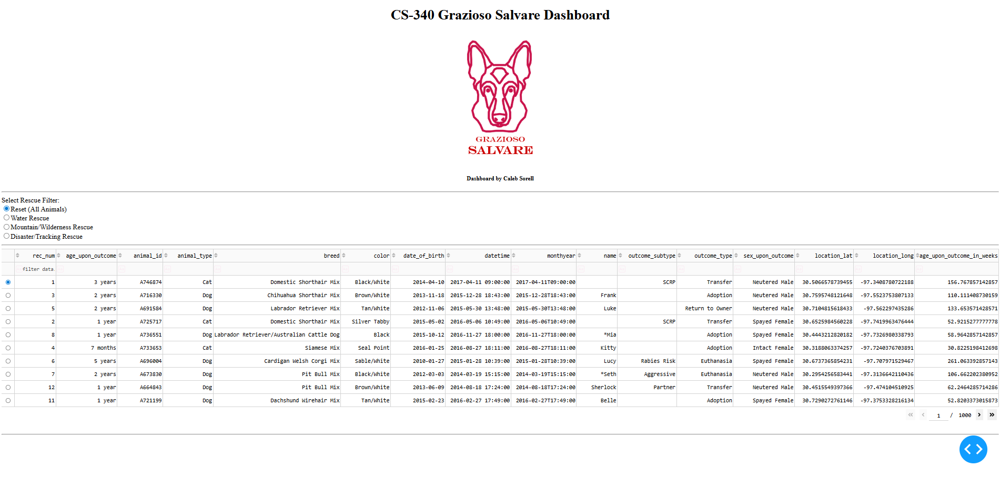 CS-340 Grazioso Salvare Dashboard
GRAZIOSO
SALVARE
Dashboard by Caleb Sorell
Select Rescue Filter:
Reset (All Animals)
Water Rescue
Mountain/Wilderness Rescue
Disaster/Tracking Rescue
rec_num age_upon_outcome animal_id animal_type breed color date_of_birth datetime monthyear name outcome_subtype outcome_type sex_upon_outcome location_lat location_long age_upon_outcome_in_weeks
filter data.
1 3 years A746874 Cat Domestic Shorthair Mix Black/White 2014-04-10 2017-04-11 09:00:00 2017-04-11T09:00:00 SCRP Transfer Neutered Male 30.5066578739455 -97.3408780722188 156.767857142857
3 2 years A716330 Dog Chihuahua Shorthair Mix Brown/White 2013-11-18 2015-12-28 18:43:00 2015-12-28T18:43:00 Frank Adoption Neutered Male 30.7595748121648 -97.5523753807133 110.111408730159
5 2 years A691584 Dog Labrador Retriever Mix Tan/White 2012-11-06 2015-05-30 13:48:00 2015-05-30T13:48:00 Luke Return to Owner Neutered Male 30.7104815618433 -97.562297435286 133.653571428571
2 1 year A725717 Cat Domestic Shorthair Mix Silver Tabby 2015-05-02 2016-05-06 10:49:00 2016-05-06T10:49:00 SCRP Transfer Spayed Female 30.6525984560228 -97.7419963476444 52.9215277777778
8 1 year A736551 Dog Labrador Retriever/Australian Cattle Dog Black 2015-10-12 2016-11-27 18:00:00 2016-11-27T18:00:00 *Mia Adoption Spayed Female 30.4443212820182 -97.7326980338793 58.9642857142857
4 7 months A733653 Cat Siamese Mix Seal Point 2016-01-25 2016-08-27 18:11:00 2016-08-27T18:11:00 Kitty Adoption Intact Female 30.3188063374257 -97.7240376703891 30.8225198412698
6 5 years A696004 Dog Cardigan Welsh Corgi Mix Sable/White 2010-01-27 2015-01-28 10:39:00 2015-01-28T10:39:00 Lucy Rabies Risk Euthanasia Spayed Female 30.6737365854231 -97.707971529467 261.063392857143
7 2 years A673830 Dog Pit Bull Mix Black/White 2012-03-03 2014-03-19 15:15:00 2014-03-19T15:15:00 *Seth Aggressive Euthanasia Neutered Male 30.2954256583441 -97.3136642110436 106.662202380952
12 1 year A664843 Dog Pit Bull Mix Brown/White 2013-06-09 2014-08-18 17:24:00 2014-08-18T17:24:00 Sherlock Partner Transfer Neutered Male 30.4515549397366 -97.474104510925 62.2464285714286
11 1 year A721199 Dog Dachshund Wirehair Mix Tan/White 2015-02-23 2016-02-27 17:49:00 2016-02-27T17:49:00 Belle Adoption Spayed Female 30.7290272761146 -97.3753328216134 52.8203373015873
1 / 1000